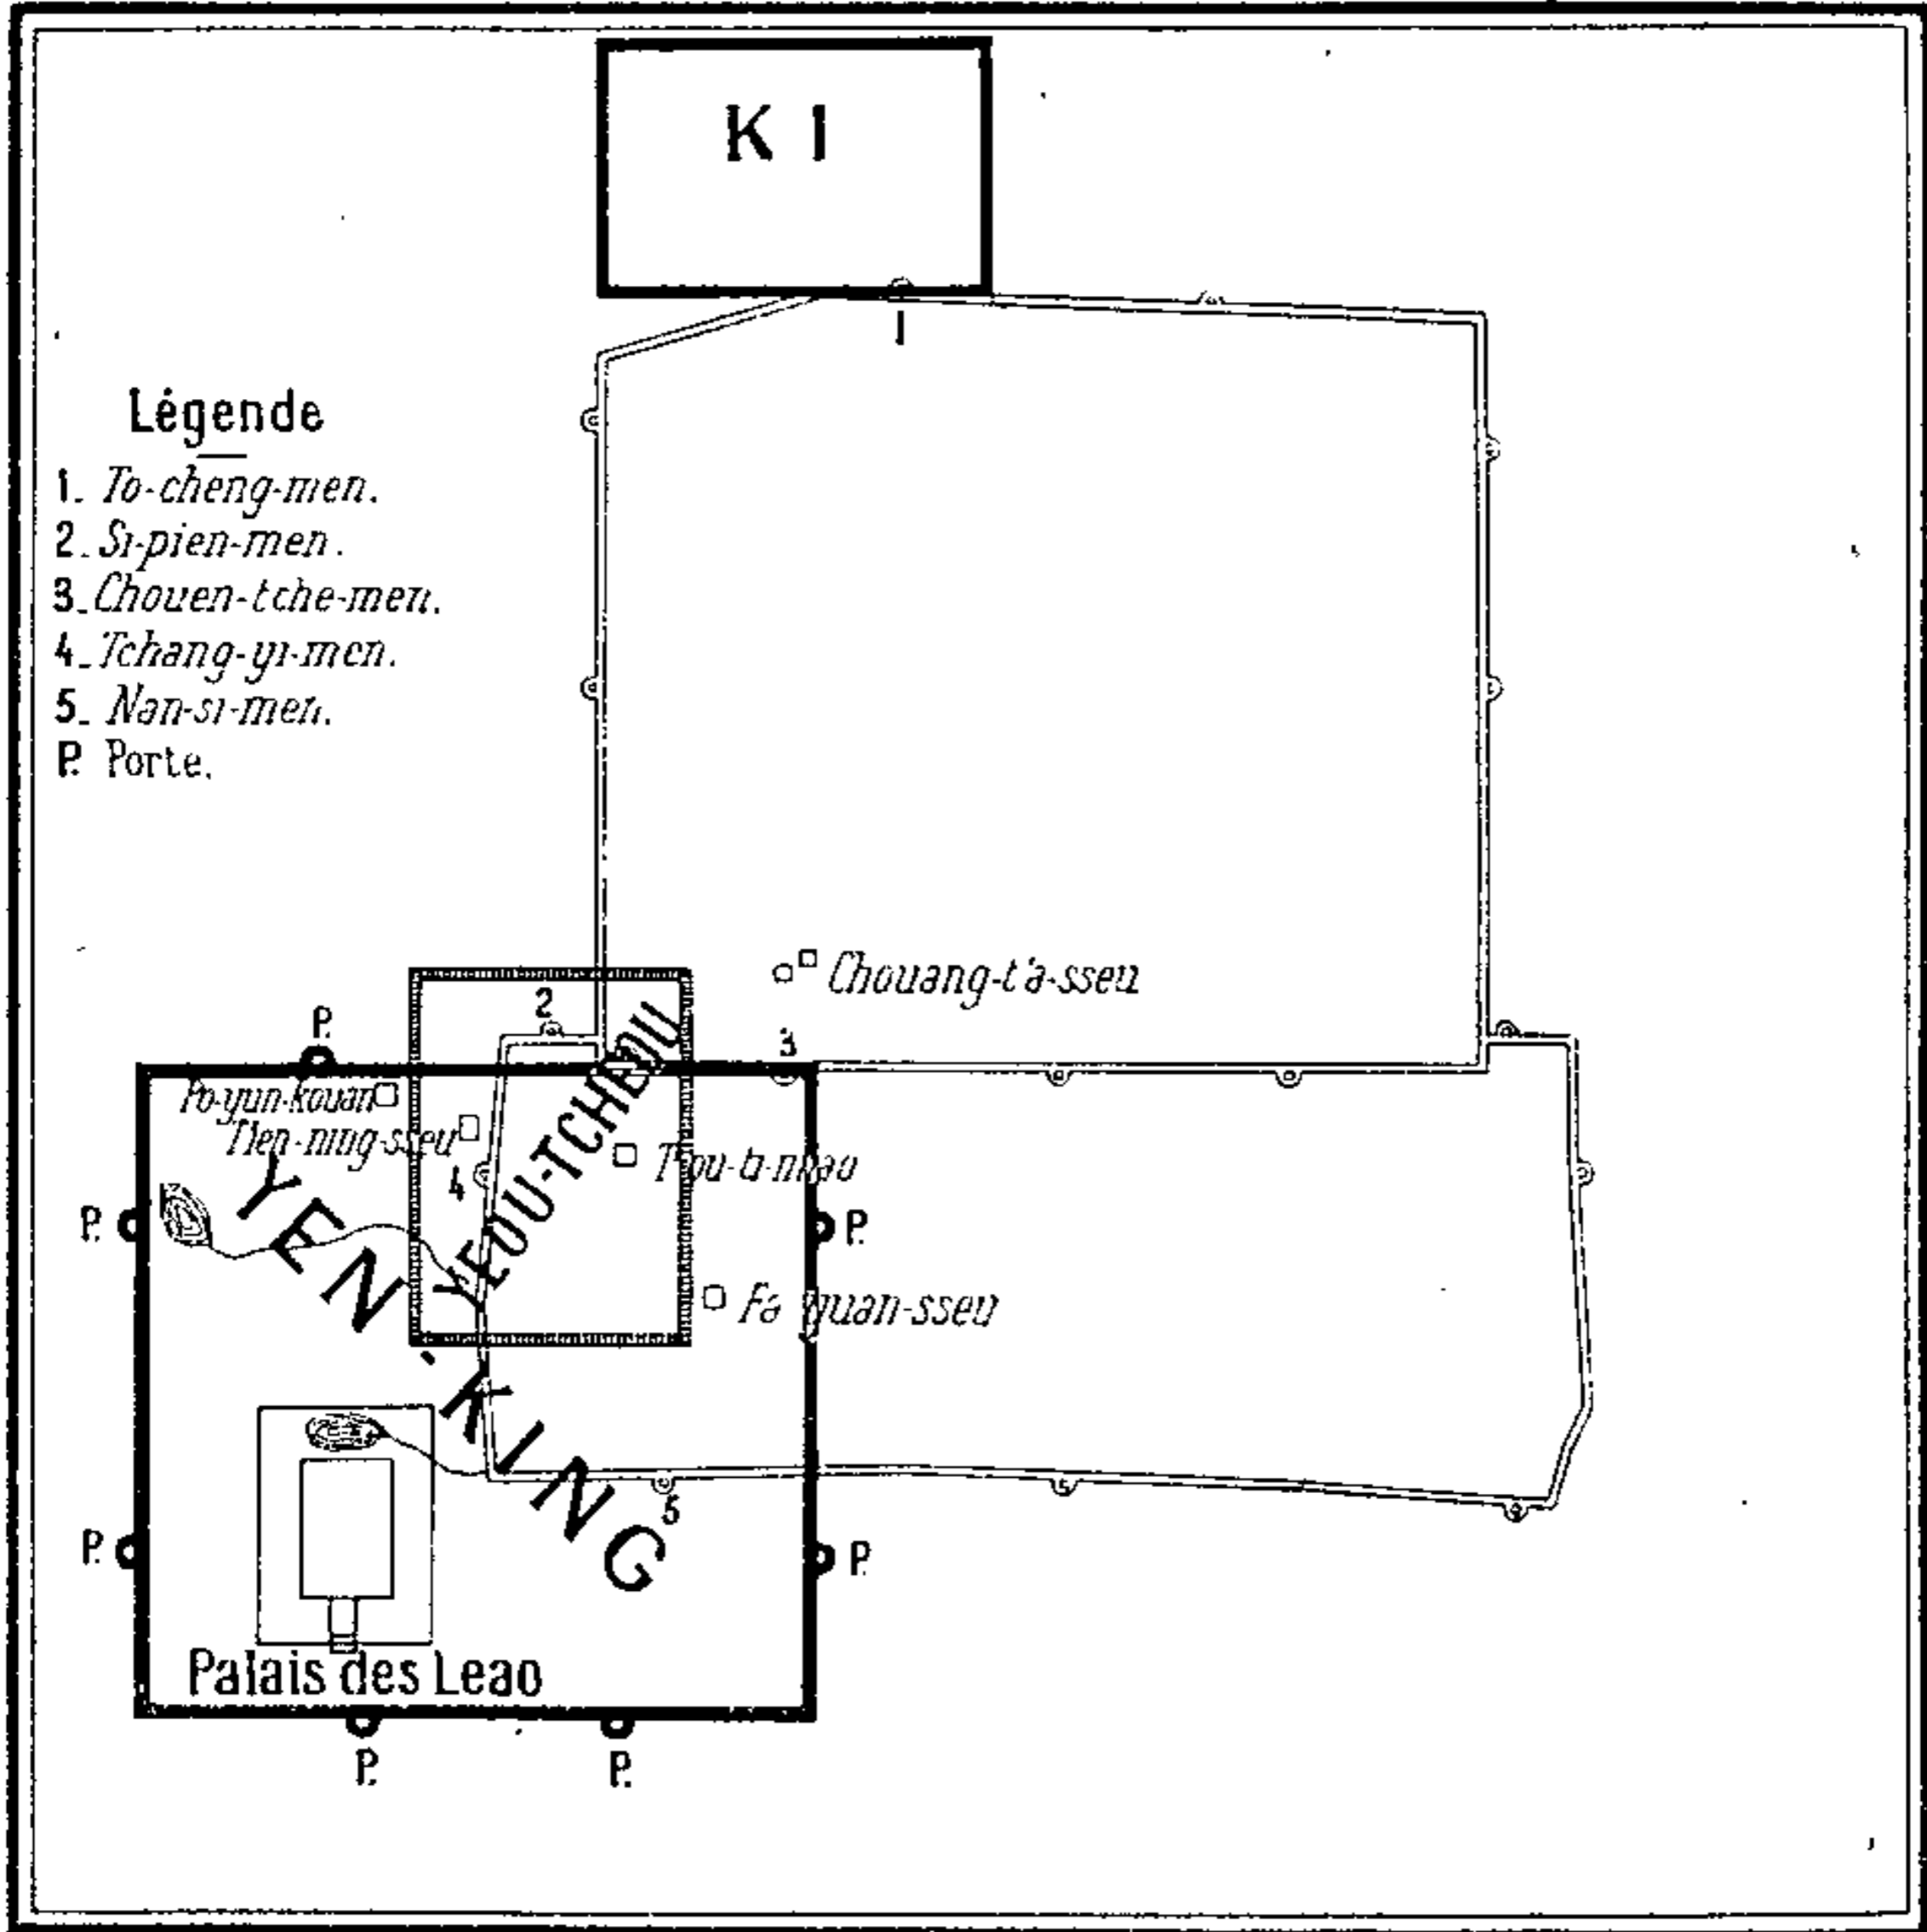 K I
1
Légende
1. To-cheng-men.
2. Si-pien-men.
3. Chouen-tche-men.
4. Tchang-yi-men.
5. Nan-si-men.
P. Porte.
Chouang-t'a-sseu
2
P.
3
YEOU-TCHEOU
Po-yun-kouan
T'ien-ning-sseu
4
P.
P.
YEN-KING
Fa yuan-sseu
5
P.
P.
Palais des Leao
P.
P.